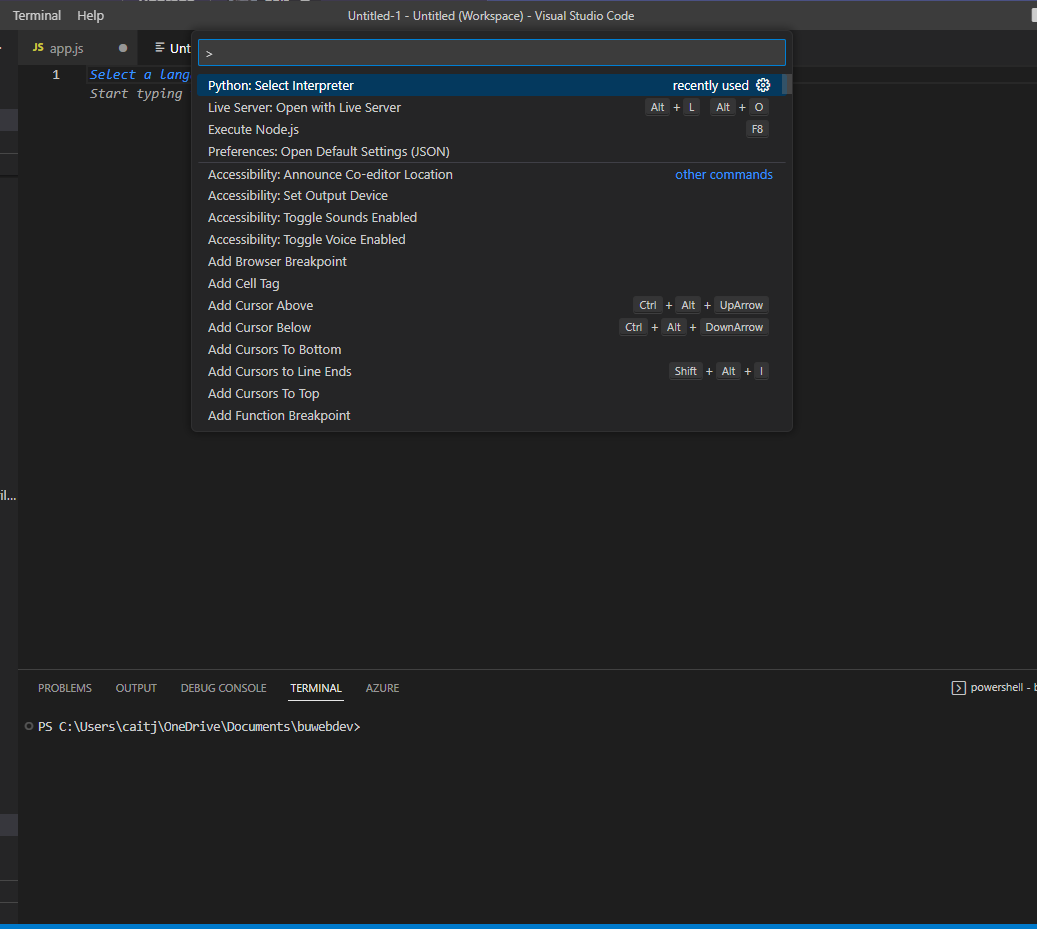 Terminal Help Untitled-1 - Untitled (Workspace) - Visual Studio Code
JS app.js Unt
>
1 Select a lang
Start typing
Python: Select Interpreter recently used
Live Server: Open with Live Server Alt + L Alt + O
Execute Node.js F8
Preferences: Open Default Settings (JSON)
Accessibility: Announce Co-editor Location other commands
Accessibility: Set Output Device
Accessibility: Toggle Sounds Enabled
Accessibility: Toggle Voice Enabled
Add Browser Breakpoint
Add Cell Tag
Add Cursor Above Ctrl + Alt + UpArrow
Add Cursor Below Ctrl + Alt + DownArrow
Add Cursors To Bottom
Add Cursors to Line Ends Shift + Alt + I
Add Cursors To Top
Add Function Breakpoint
il...
PROBLEMS OUTPUT DEBUG CONSOLE TERMINAL AZURE powershell - b
PS C:\Users\caitj\OneDrive\Documents\buwebdev>